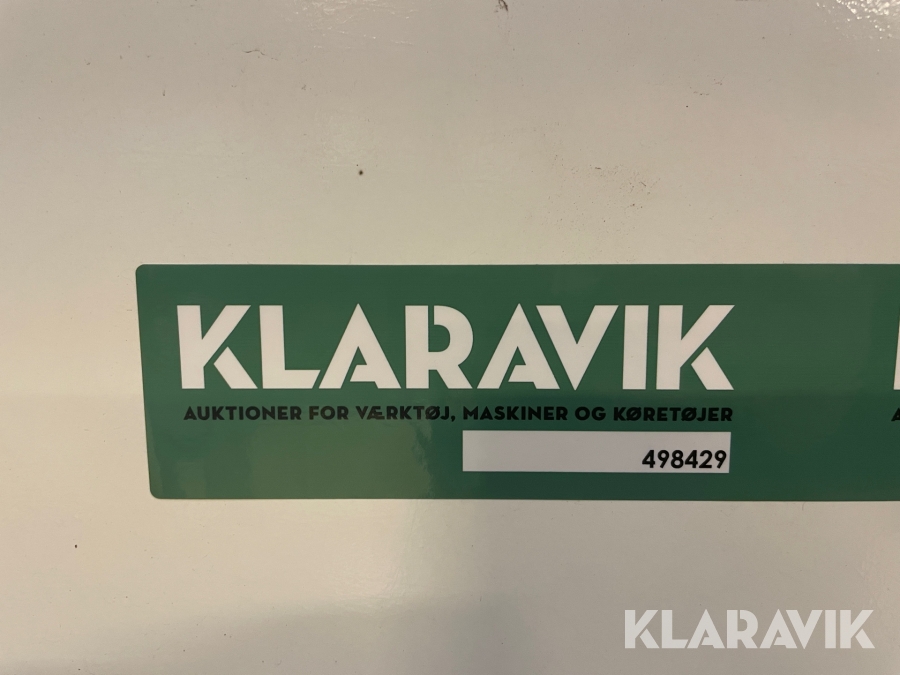 KLARAVIK
AUKTIONER FOR VÆRKTØJ, MASKINER OG KØRETØJER
498429
KLARAVIK